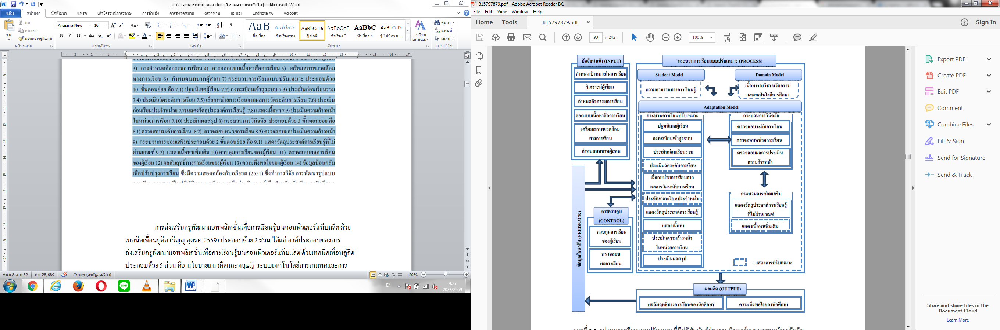 _ch2-เอกสารที่เกี่ยวข้อง.doc [โหมดความเข้ากันได้] - Microsoft Word
แฟ้ม หน้าแรก นักพัฒนา แทรก เค้าโครงหน้ากระดาษ การอ้างอิง การส่งจดหมาย ตรวจทาน มุมมอง EndNote X6 Acrobat
วาง ตัด คัดลอก ตัวคัดวางรูปแบบ
Angsana New 16
AaB AaBbCc. AaBbCcDı AaBbCcD AaBbC AaBbCcDc
ชื่อเรื่อง ชื่อเรื่องรอง ¶ ปกติ หัวเรื่อง 3 หัวเรื่อง 4 ¶ ไม่มีการเ...
เปลี่ยนลักษณะ ค้นหา แทนที่ เลือก
คลิปบอร์ด แบบอักษร ย่อหน้า ลักษณะ การแก้ไข
3) การกำหนดกิจกรรมการเรียน 4) การออกแบบเนื้อหาสื่อการเรียน 5) เตรียมสภาพแวดล้อม
ทางการเรียน 6) กำหนดบทบาทผู้สอน 7) กระบวนการเรียนแบบปรับเหมาะ ประกอบด้วย
10 ขั้นตอนย่อย คือ 7.1) ปฐมนิเทศผู้เรียน 7.2) ลงทะเบียนเข้าสู่ระบบ 7.3) ประเมินก่อนเรียนรวม
7.4) ประเมินวัดระดับการเรียน 7.5) เลือกหน่วยการเรียนจากผลการวัดระดับการเรียน 7.6) ประเมิน
ก่อนเรียนประจำหน่วย 7.7) แสดงวัตถุประสงค์การเรียนรู้ 7.8) แสดงเนื้อหา 7.9) ประเมินความก้าวหน้า
ในหน่วยการเรียน 7.10) ประเมินผลสรุป 8) กระบวนการวินิจฉัย ประกอบด้วย 3 ขั้นตอนย่อย คือ
8.1) ตรวจสอบระดับการเรียน 8.2) ตรวจสอบหน่วยการเรียน 8.3) ตรวจสอบผลประเมินความก้าวหน้า
9) กระบวนการซ่อมเสริมประกอบด้วย 2 ขั้นตอนย่อย คือ 9.1) แสดงวัตถุประสงค์การเรียนรู้ที่ไม่
ผ่านเกณฑ์ 9.2) แสดงเนื้อหาเพิ่มเติม 10) ควบคุมการเรียนของผู้เรียน 11) ตรวจสอบผลการเรียน
ของผู้เรียน 12) ผลสัมฤทธิ์ทางการเรียนของผู้เรียน 13) ความพึงพอใจของผู้เรียน 14) ข้อมูลป้อนกลับ
เพื่อปรับปรุงการเรียน ซึ่งมีความสอดคล้องกับอภิชาต (2551) ซึ่งทำการวิจัย การพัฒนารูปแบบ
การส่งเสริมครูพัฒนาแอพพลิเคชั่นเพื่อการเรียนรู้บนคอมพิวเตอร์แท็บแล็ต ด้วย
เทคนิคเพื่อนคู่คิด (วิญญู อุตระ. 2559) ประกอบด้วย 2 ส่วน ได้แก่ องค์ประกอบของการ
ส่งเสริมครูพัฒนาแอพพลิเคชั่นเพื่อการเรียนรู้บนคอมพิวเตอร์แท็บแล็ต ด้วยเทคนิคเพื่อนคู่คิด
ประกอบด้วย 5 ส่วน คือ นโยบายแนวคิดและทฤษฎี ระบบเทคโนโลยีสารสนเทศและการ
หน้า: 8 จาก 82 คำ: 28,689 อังกฤษ (สหรัฐอเมริกา) 120%
LINE EN 9:27
20/7/2559
B15797879.pdf - Adobe Acrobat Reader DC
File Edit View Window Help
Home Tools B15797879.pdf × Sign In
93 / 242 100%
ปัจจัยนำเข้า (INPUT)
กำหนดเป้าหมายในการเรียน
วิเคราะห์ผู้เรียน
กำหนดกิจกรรมการเรียน
ออกแบบเนื้อหาสื่อการเรียน
เตรียมสภาพแวดล้อม
ทางการเรียน
กำหนดบทบาทผู้สอน
ข้อมูลย้อนกลับ (FEEDBACK)
การควบคุม
(CONTROL)
ควบคุมการเรียน
ของผู้เรียน
ตรวจสอบ
ผลการเรียน
กระบวนการเรียนแบบปรับเหมาะ (PROCESS)
Student Model
ความสามารถทางการเรียนรู้
Domain Model
เนื้อหารายวิชา นวัตกรรม
และเทคโนโลยีการศึกษา
Adaptation Model
กระบวนการเรียนปรับเหมาะ
ปฐมนิเทศผู้เรียน
ลงทะเบียนเข้าสู่ระบบ
ประเมินก่อนเรียนรวม
ประเมินวัดระดับการเรียน
เลือกหน่วยการเรียนจาก
ผลการวัดระดับการเรียน
ประเมินก่อนเรียนประจำหน่วย
แสดงวัตถุประสงค์การเรียนรู้
แสดงเนื้อหา
ประเมินความก้าวหน้า
ในหน่วยการเรียน
ประเมินผลสรุป
กระบวนการวินิจฉัย
ตรวจสอบระดับการเรียน
ตรวจสอบหน่วยการเรียน
ตรวจสอบผลการประเมิน
ความก้าวหน้า
กระบวนการซ่อมเสริม
แสดงวัตถุประสงค์การเรียนรู้
ที่ไม่ผ่านเกณฑ์
แสดงเนื้อหาเพิ่มเติม
- แสดงการปรับเหมาะ
ผลผลิต (OUTPUT)
ผลสัมฤทธิ์ทางการเรียนของนักศึกษา
ความพึงพอใจของนักศึกษา
Export PDF
Create PDF
Edit PDF
Comment
Combine Files
Fill & Sign
Send for Signature
Send & Track
Store and share files in the
Document Cloud
Learn More